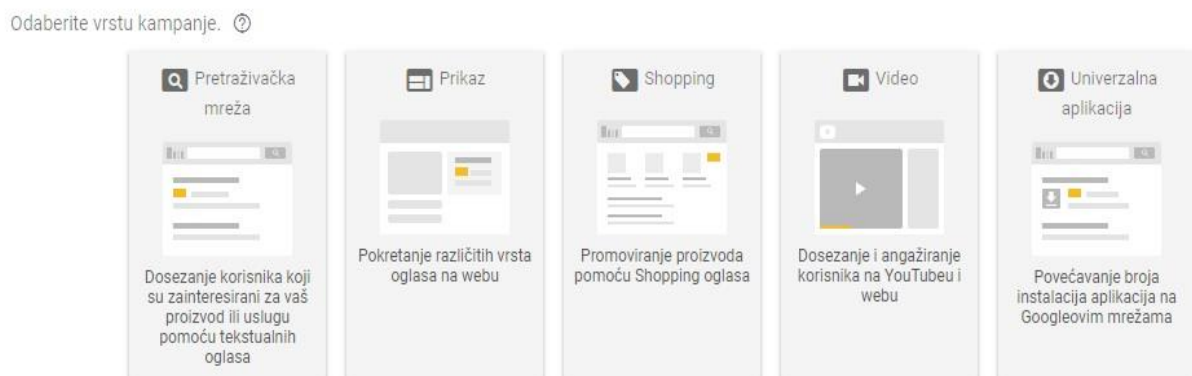 Odaberite vrstu kampanje.
Pretraživačka
mreža
Dosezanje korisnika koji
su zainteresirani za vaš
proizvod ili uslugu
pomoću tekstualnih
oglasa
Prikaz
Pokretanje različitih vrsta
oglasa na webu
Shopping
Promoviranje proizvoda
pomoću Shopping oglasa
Video
Dosezanje i angažiranje
korisnika na YouTubeu i
webu
Univerzalna
aplikacija
Povećavanje broja
instalacija aplikacija na
Googleovim mrežama